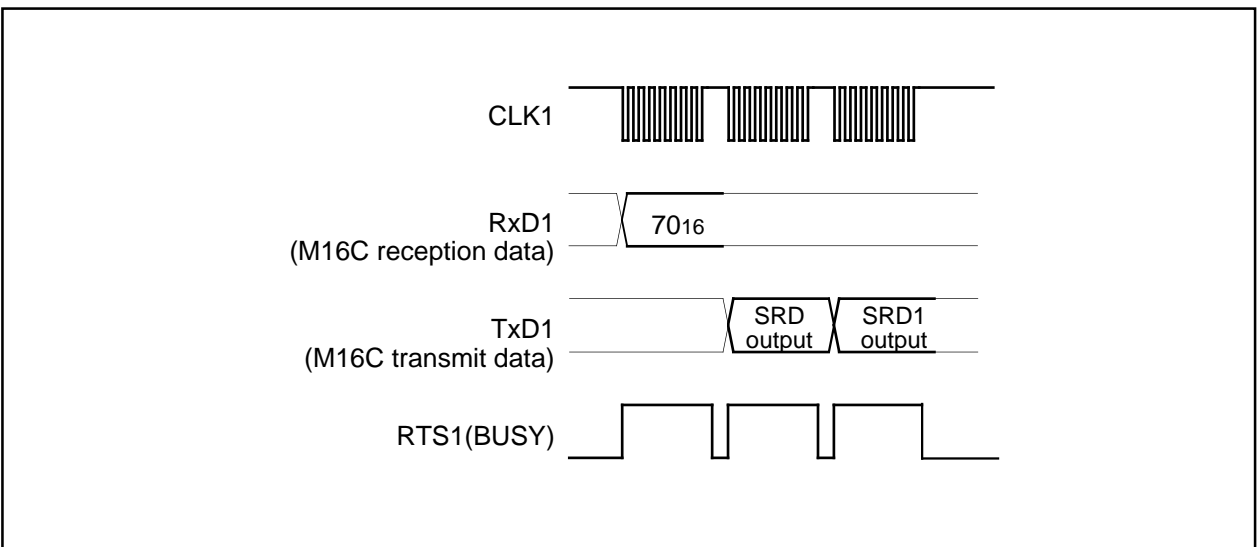 CLK1
RxD1
(M16C reception data)
7016
TxD1
(M16C transmit data)
SRD
output
SRD1
output
RTS1(BUSY)